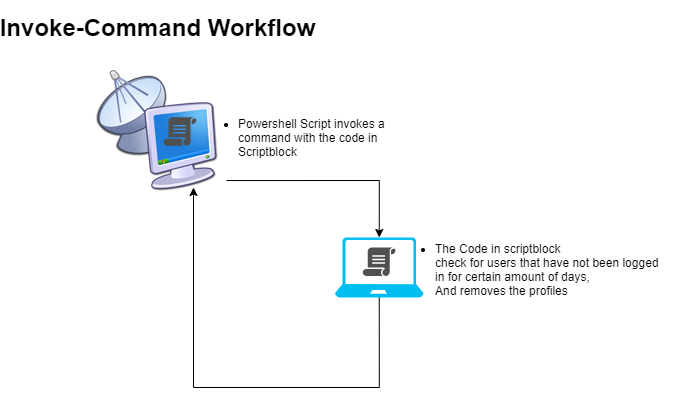 Invoke-Command Workflow
Powershell Script invokes a
command with the code in
Scriptblock
The Code in scriptblock
check for users that have not been logged
in for certain amount of days,
And removes the profiles